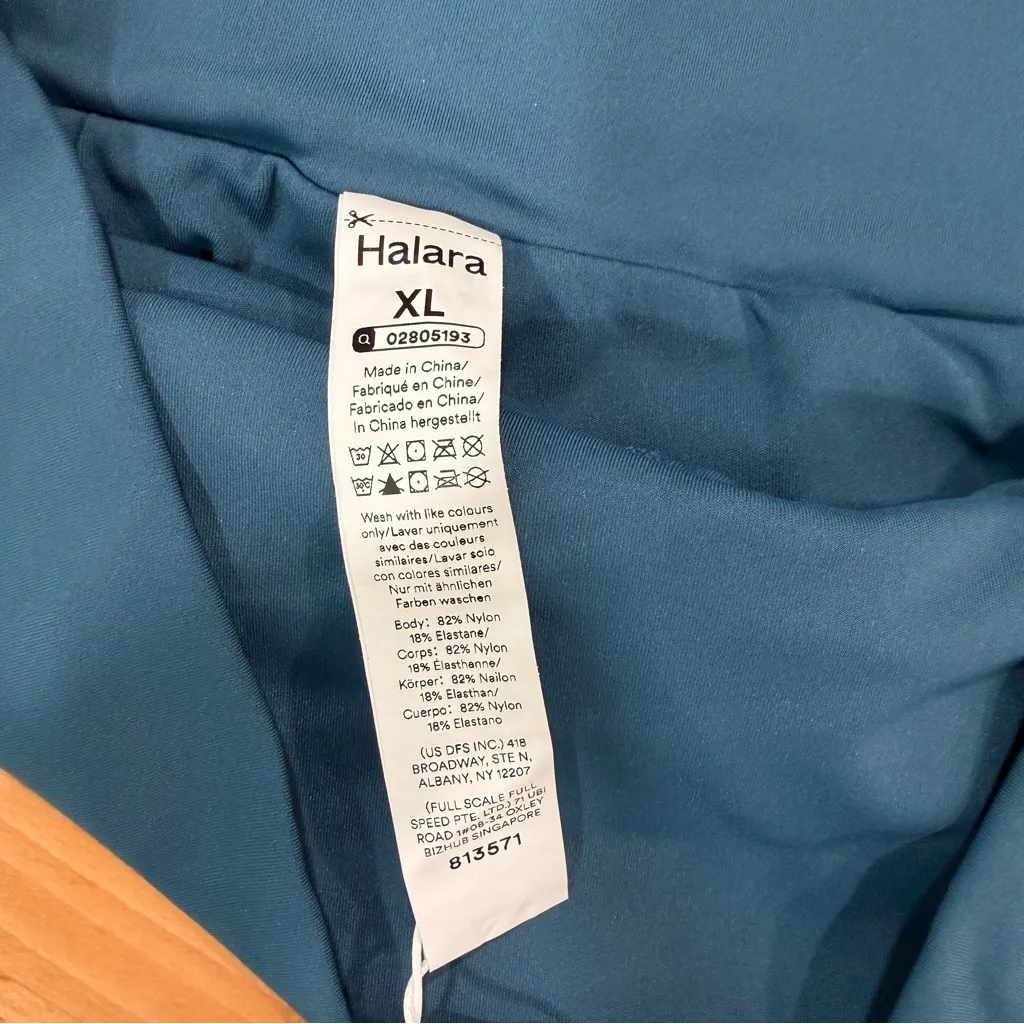 Halara
XL
02805193
Made in China/
Fabriqué en Chine/
Fabricado en China/
In China hergestellt
30
30°C
Wash with like colours
only/Laver uniquement
avec des couleurs
similaires/Lavar solo
con colores similares/
Nur mit ähnlichen
Farben waschen
Body: 82% Nylon
18% Elastane/
Corps: 82% Nylon
18% Élasthanne/
Körper: 82% Nailon
18% Elasthan/
Cuerpo: 82% Nylon
18% Elastano
(US DFS INC.) 418
BROADWAY, STE N,
ALBANY, NY 12207
(FULL SCALE FULL
SPEED PTE. LTD.) 71 UBI
ROAD 1#08-34 OXLEY
BIZHUB SINGAPORE
813571